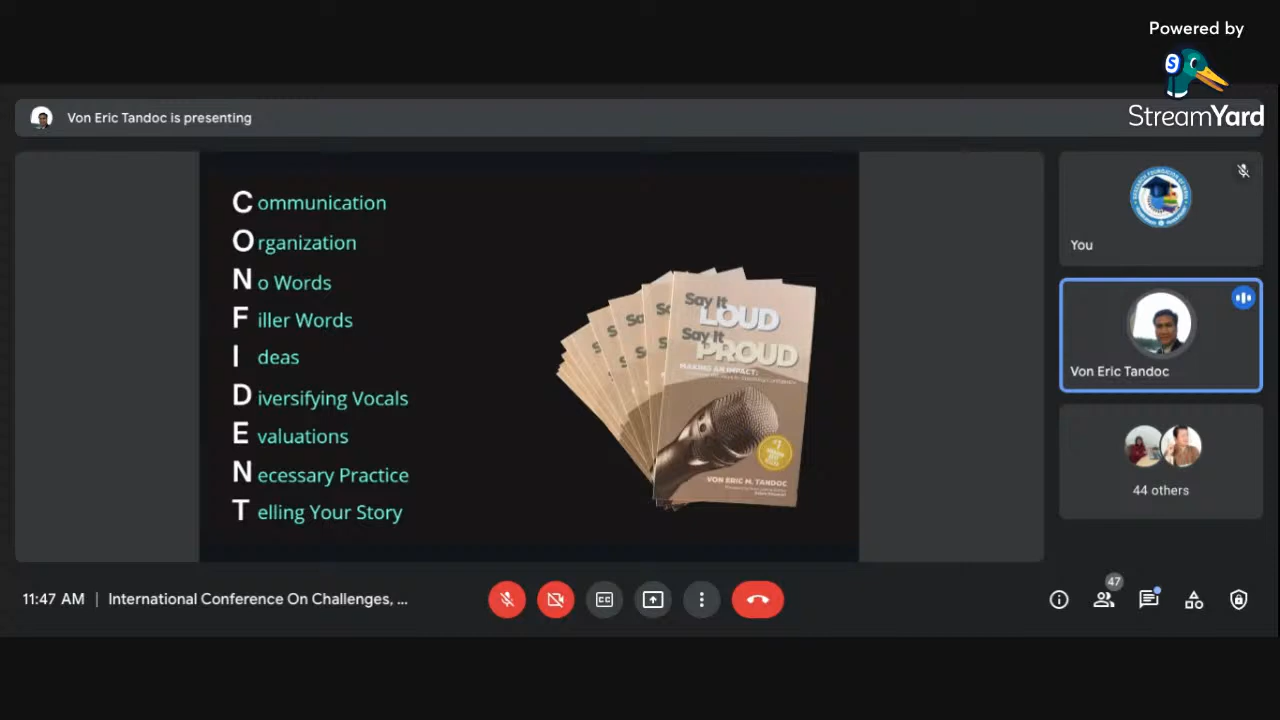 Powered by
StreamYard
Von Eric Tandoc is presenting
Communication
Organization
No Words
Filler Words
Ideas
Diversifying Vocals
Evaluations
Necessary Practice
Telling Your Story
Say It
LOUD
Say It
PROUD
MAKING AN IMPACT:
#1
VON ERIC M. TANDOC
You
Von Eric Tandoc
44 others
11:47 AM | International Conference On Challenges, ...
CC
47